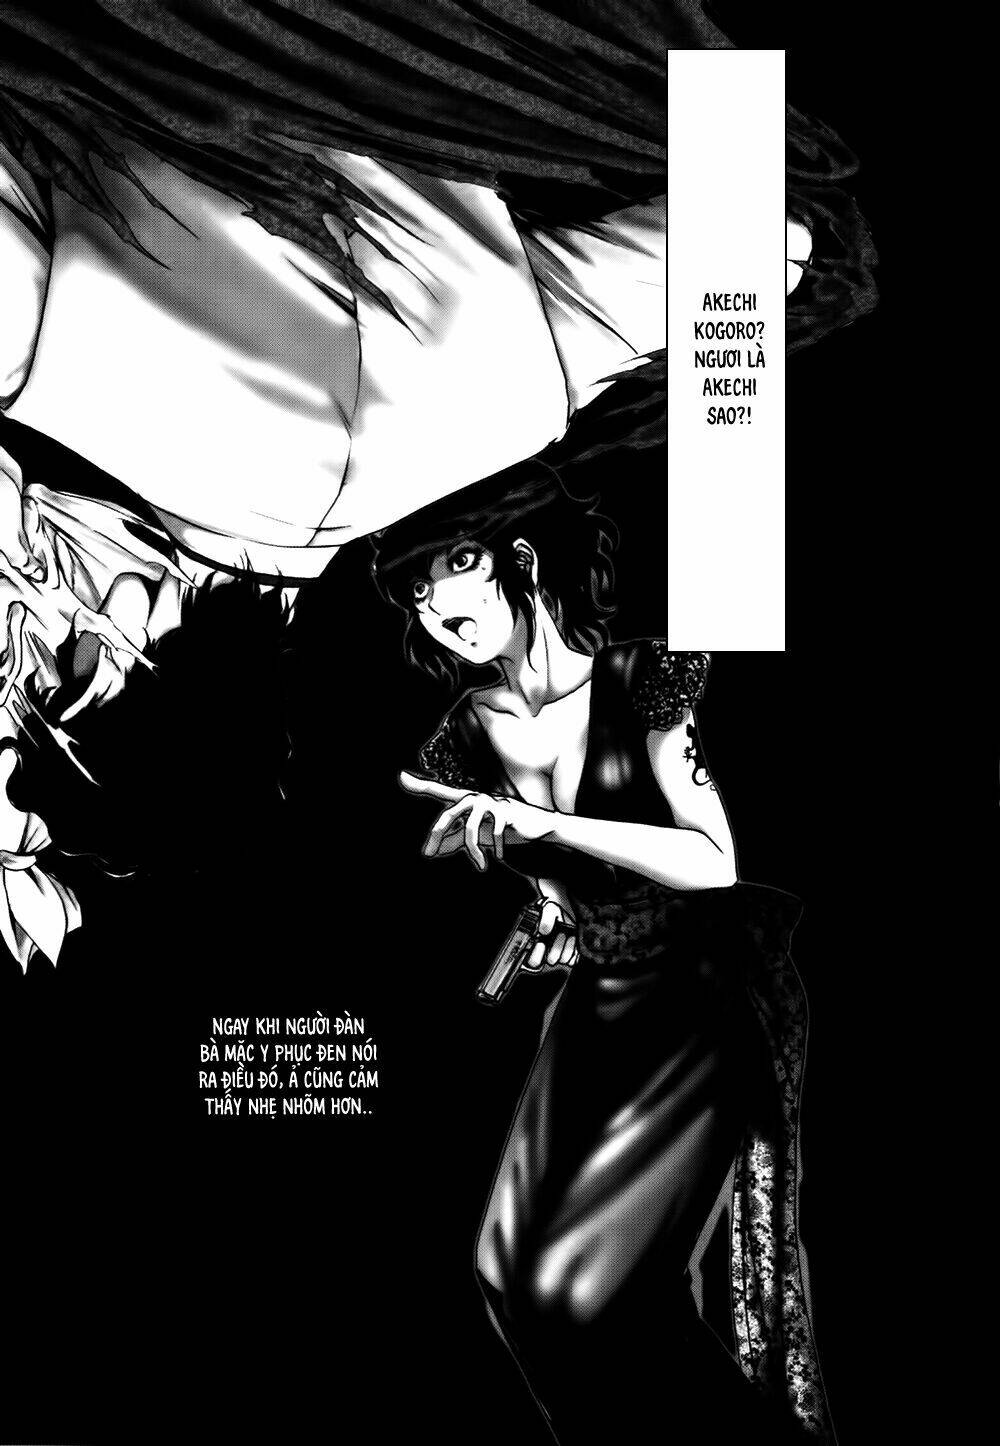 AKECHI
KOGORO?
NGƯƠI LÀ
AKECHI
SAO?!
NGAY KHI NGƯỜI ĐÀN
BÀ MẶC Y PHỤC ĐEN NÓI
RA ĐIỀU ĐÓ, Ả CŨNG CẢM
THẤY NHẸ NHÕM HƠN..